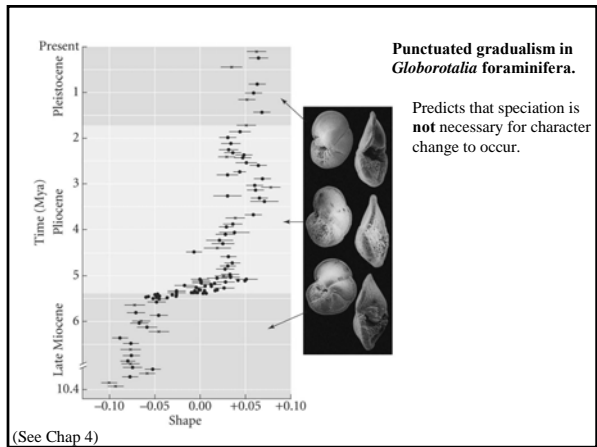 Punctuated gradualism in
Globorotalia foraminifera.
Predicts that speciation is
not necessary for character
change to occur.
Present
1
2
3
4
5
6
10.4
Time (Mya)
Pleistocene
Pliocene
Late Miocene
−0.10
−0.05
0.00
+0.05
+0.10
Shape
(See Chap 4)